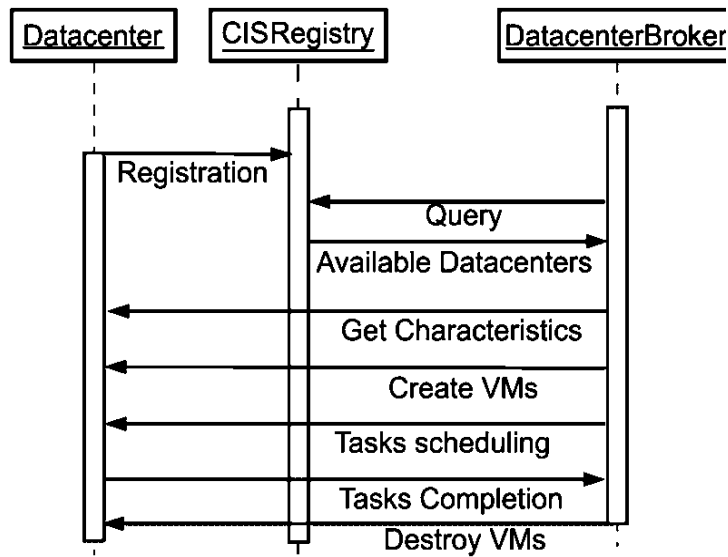 Datacenter
CISRegistry
DatacenterBroker
Registration
Query
Available Datacenters
Get Characteristics
Create VMs
Tasks scheduling
Tasks Completion
Destroy VMs